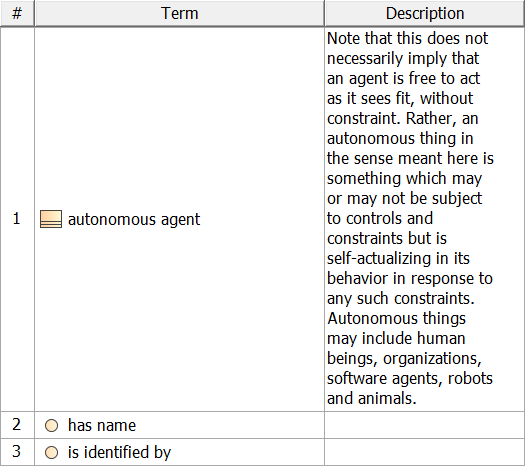 # Term Description
1 autonomous agent
Note that this does not
necessarily imply that
an agent is free to act
as it sees fit, without
constraint. Rather, an
autonomous thing in
the sense meant here is
something which may
or may not be subject
to controls and
constraints but is
self-actualizing in its
behavior in response to
any such constraints.
Autonomous things
may include human
beings, organizations,
software agents, robots
and animals.
2 has name
3 is identified by